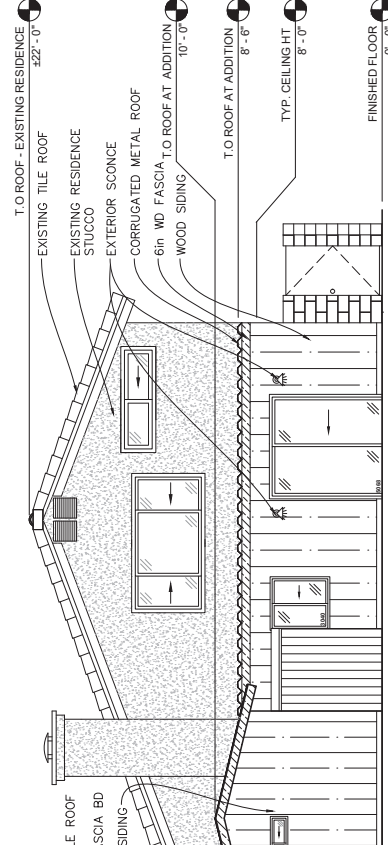 T.O ROOF - EXISTING RESIDENCE
±22' - 0"
EXISTING TILE ROOF
EXISTING RESIDENCE
STUCCO
EXTERIOR SCONCE
CORRUGATED METAL ROOF
6in WD FASCIA
WOOD SIDING
T.O ROOF AT ADDITION
10' - 0"
T.O ROOF AT ADDITION
8' - 6"
TYP. CEILING HT
8' - 0"
FINISHED FLOOR
LE ROOF
SCIA BD
SIDING